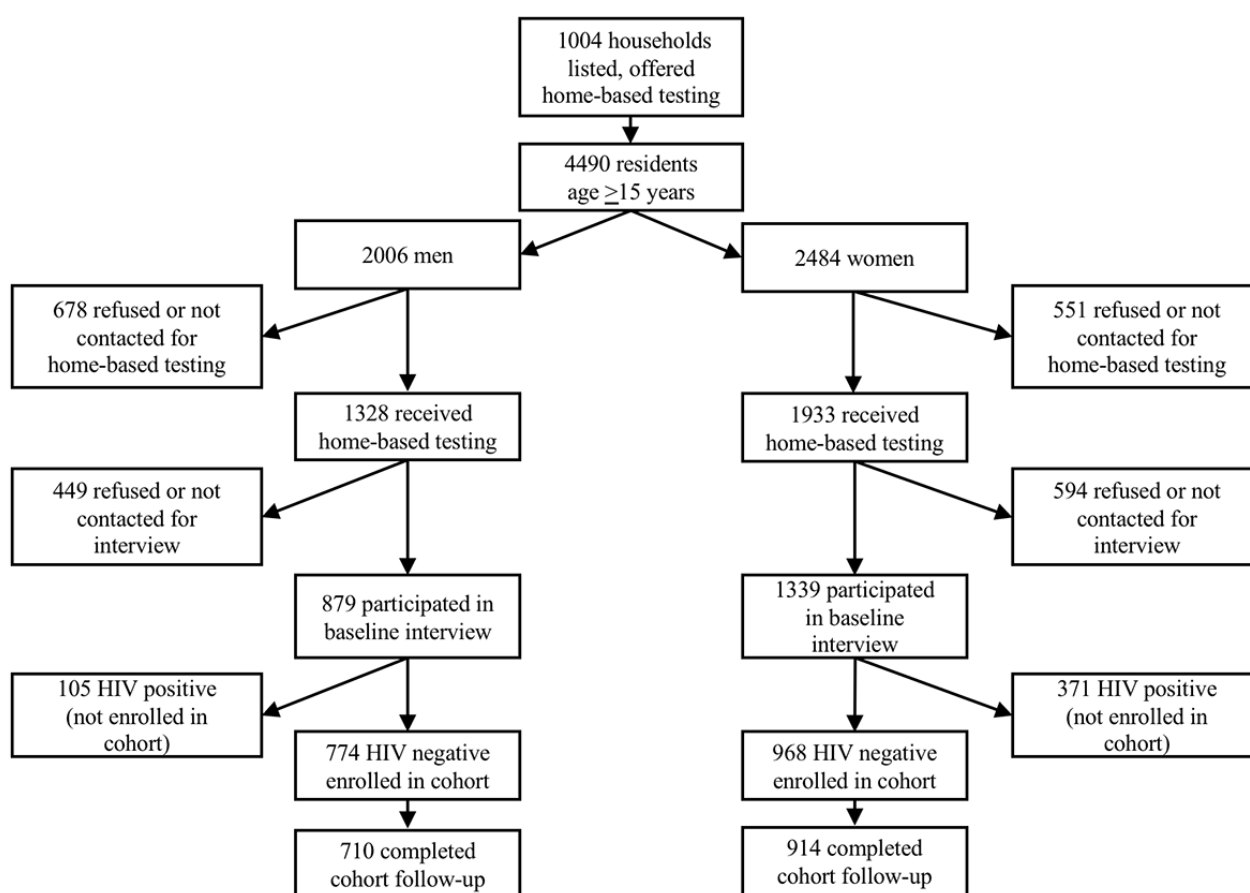 1004 households
listed, offered
home-based testing
4490 residents
age ≥15 years
2006 men
2484 women
678 refused or not
contacted for
home-based testing
551 refused or not
contacted for
home-based testing
1328 received
home-based testing
1933 received
home-based testing
449 refused or not
contacted for
interview
594 refused or not
contacted for
interview
879 participated in
baseline interview
1339 participated
in baseline
interview
105 HIV positive
(not enrolled in
cohort)
371 HIV positive
(not enrolled in
cohort)
774 HIV negative
enrolled in cohort
968 HIV negative
enrolled in cohort
710 completed
cohort follow-up
914 completed
cohort follow-up